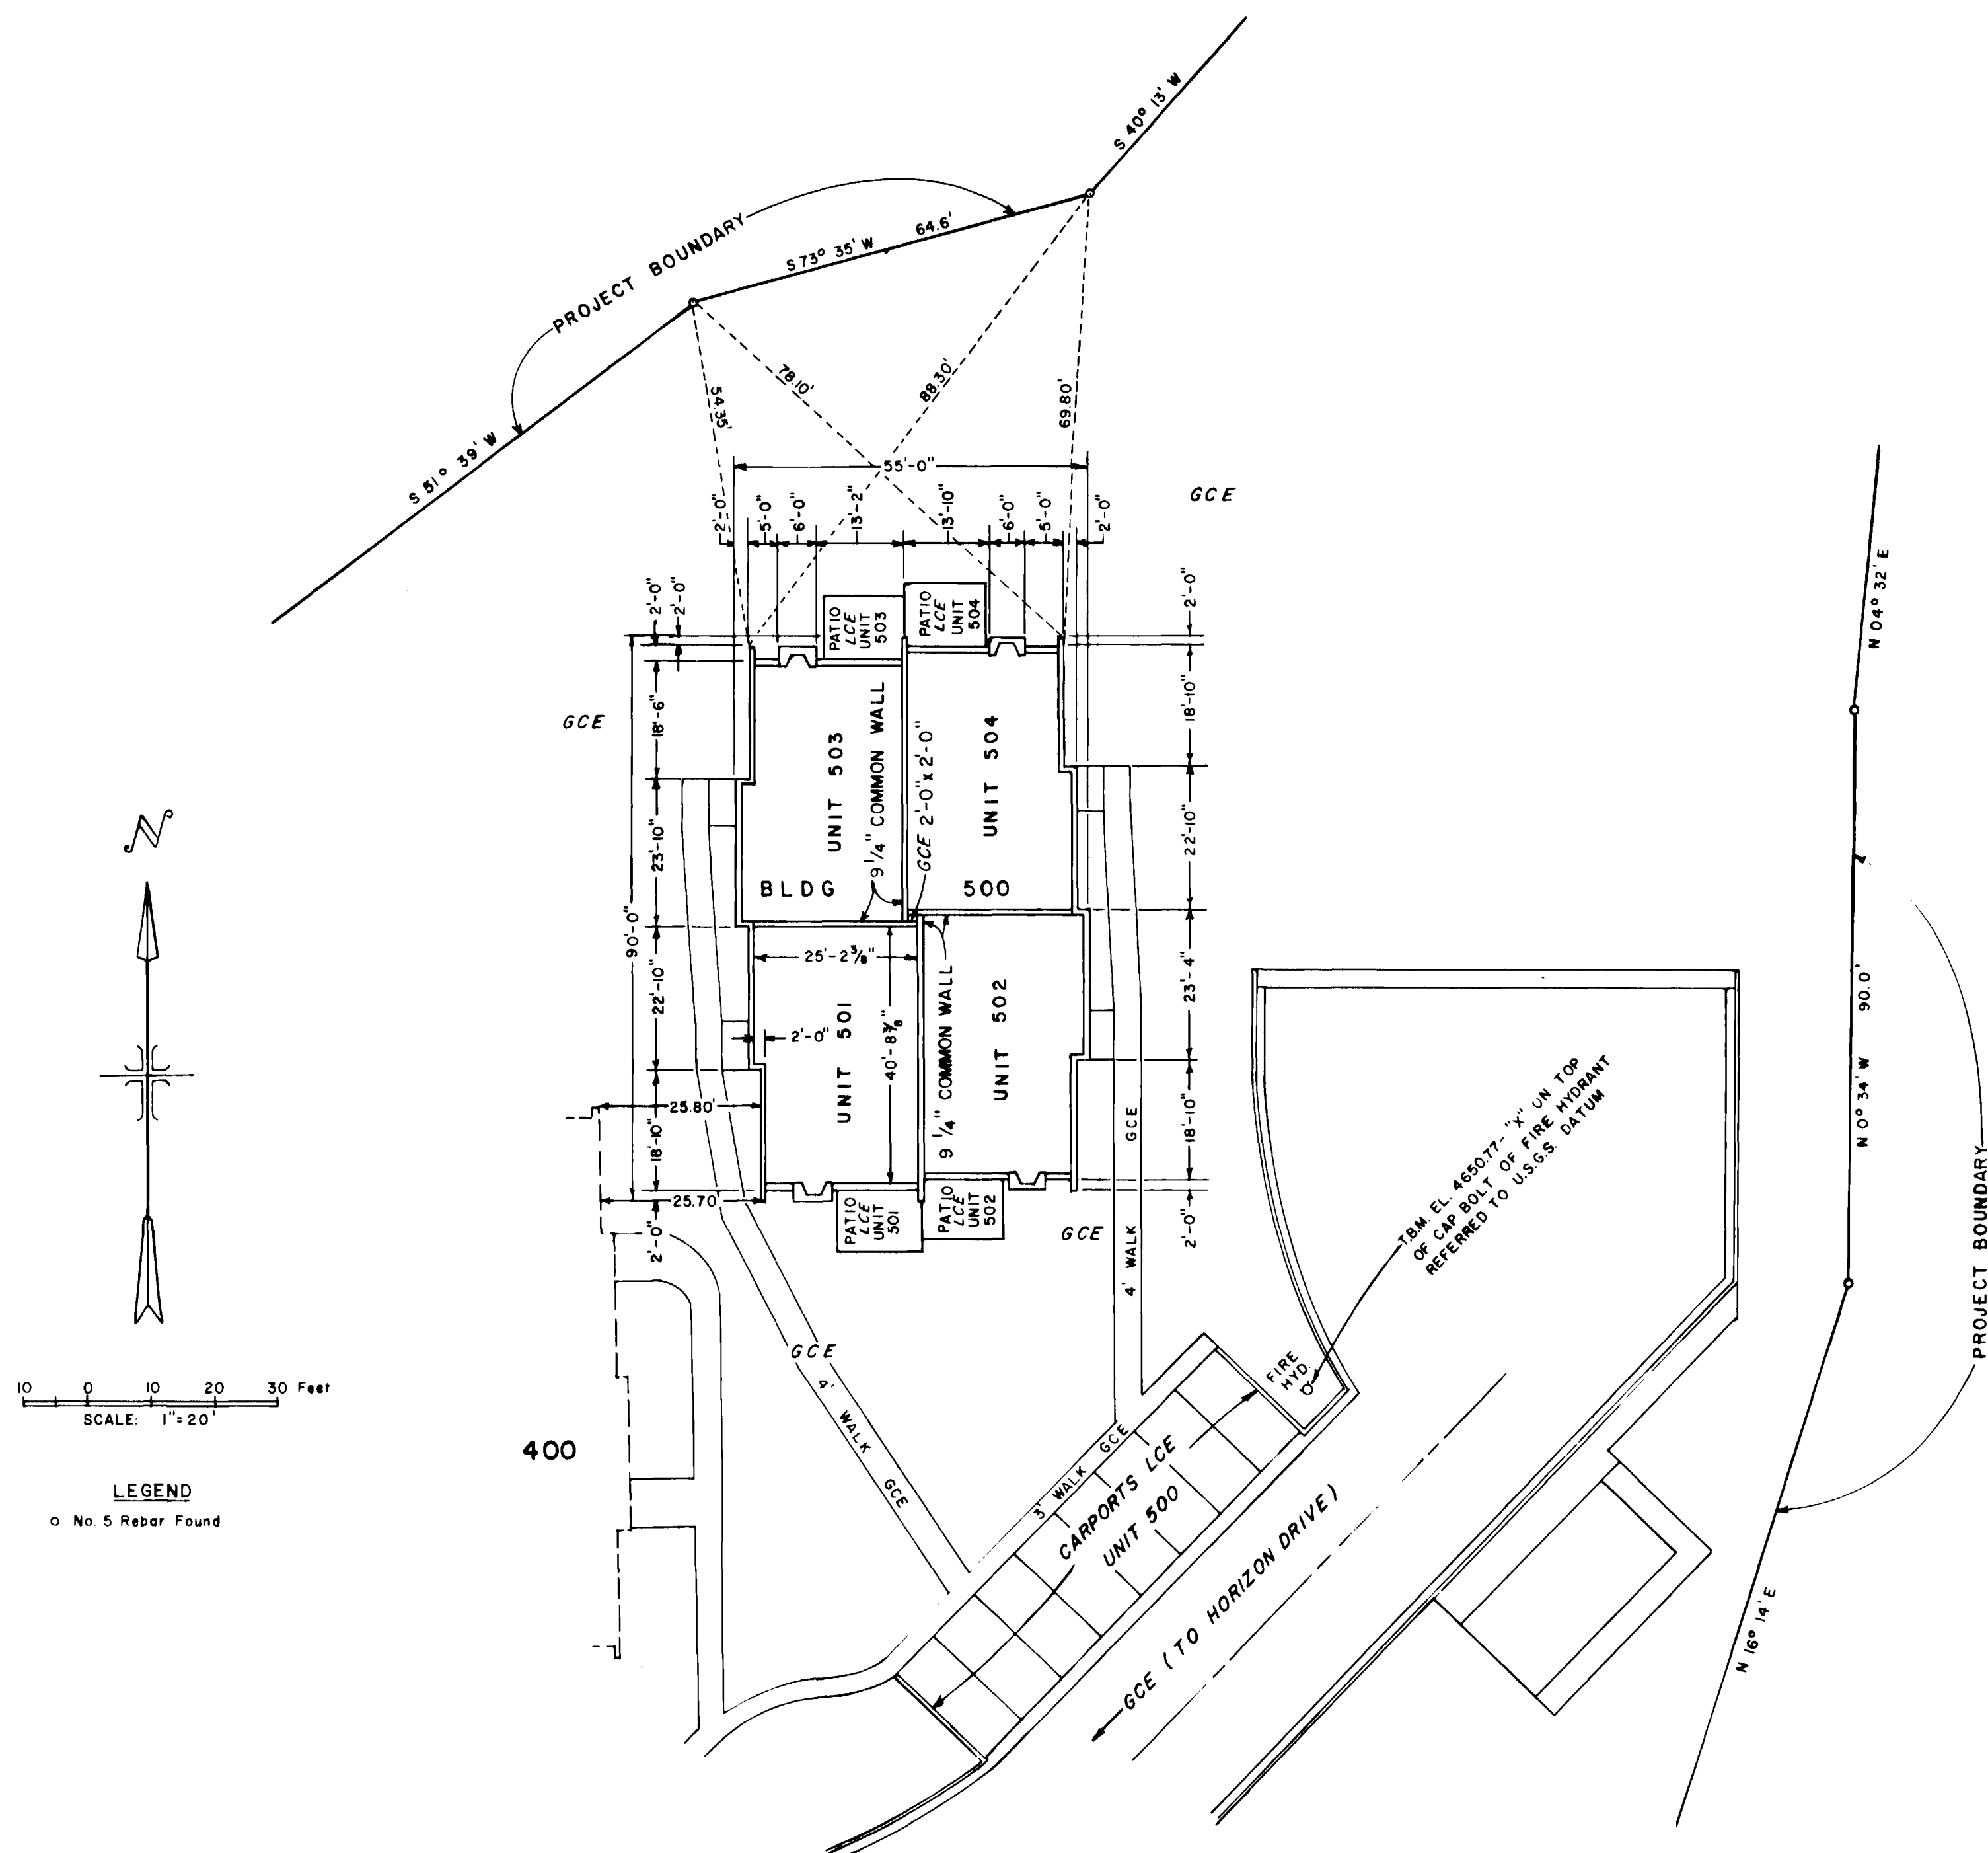 S 40° 13' W
PROJECT BOUNDARY
64.6'
S 73° 35' W
S 51° 39' W
54.35'
78.10'
88.30'
69.80'
55'-0"
GCE
2'-0"
5'-0"
6'-0"
13'-2"
13'-10"
6'-0"
5'-0"
2'-0"
2'-0"
2'-0"
2'-0"
PATIO
LCE
UNIT
503
PATIO
LCE
UNIT
504
GCE
18'-6"
18'-10"
UNIT 503
9 1/4" COMMON WALL
GCE 2'-0" x 2'-0"
UNIT 504
23'-10"
22'-10"
BLDG 500
90'-0"
22'-10"
25'-2 3/8"
23'-4"
UNIT 501
2'-0"
40'-8 3/8"
9 1/4" COMMON WALL
UNIT 502
25.80'
18'-10"
18'-10"
25.70'
2'-0"
2'-0"
PATIO
LCE
UNIT
501
PATIO
LCE
UNIT
502
GCE
4' WALK GCE
N
10 0 10 20 30 Feet
SCALE: 1"=20'
LEGEND
o No. 5 Rebar Found
400
GCE
4' WALK GCE
3' WALK GCE
CARPORTS LCE
UNIT 500
FIRE
HYD.
T.B.M. EL. 4650.77- "X" ON TOP
OF CAP BOLT OF FIRE HYDRANT
REFERRED TO U.S.G.S. DATUM
GCE (TO HORIZON DRIVE)
N 04° 32' E
N 0° 34' W 90.0'
PROJECT BOUNDARY
N 16° 14' E